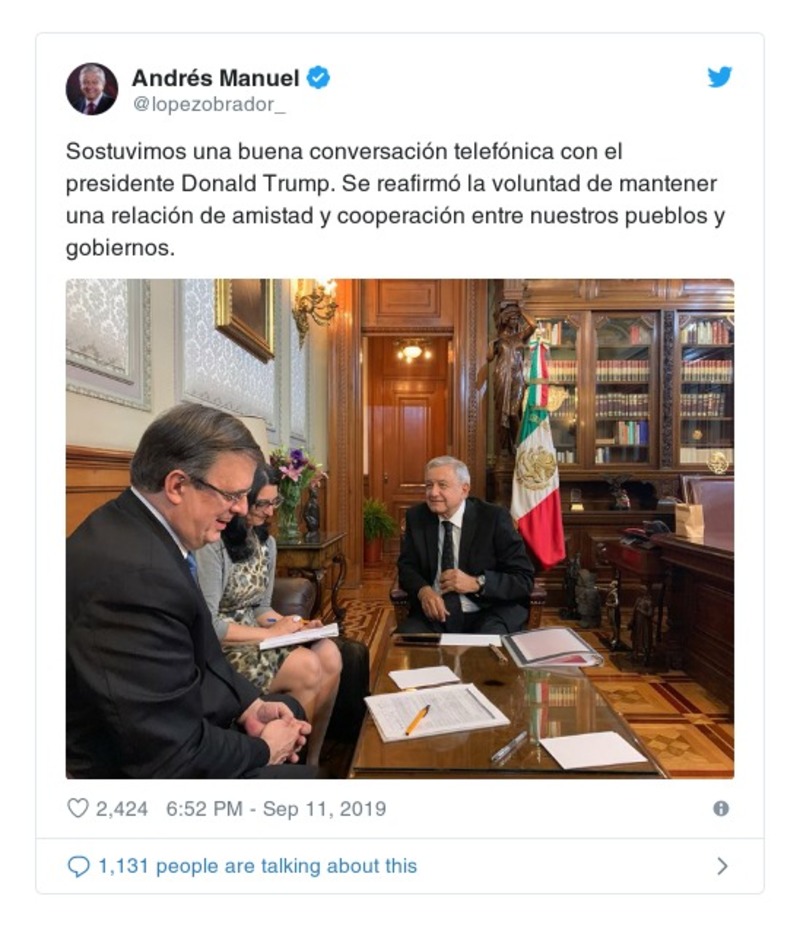 Andrés Manuel
@lopezobrador_
Sostuvimos una buena conversación telefónica con el
presidente Donald Trump. Se reafirmó la voluntad de mantener
una relación de amistad y cooperación entre nuestros pueblos y
gobiernos.
2,424 6:52 PM - Sep 11, 2019
1,131 people are talking about this